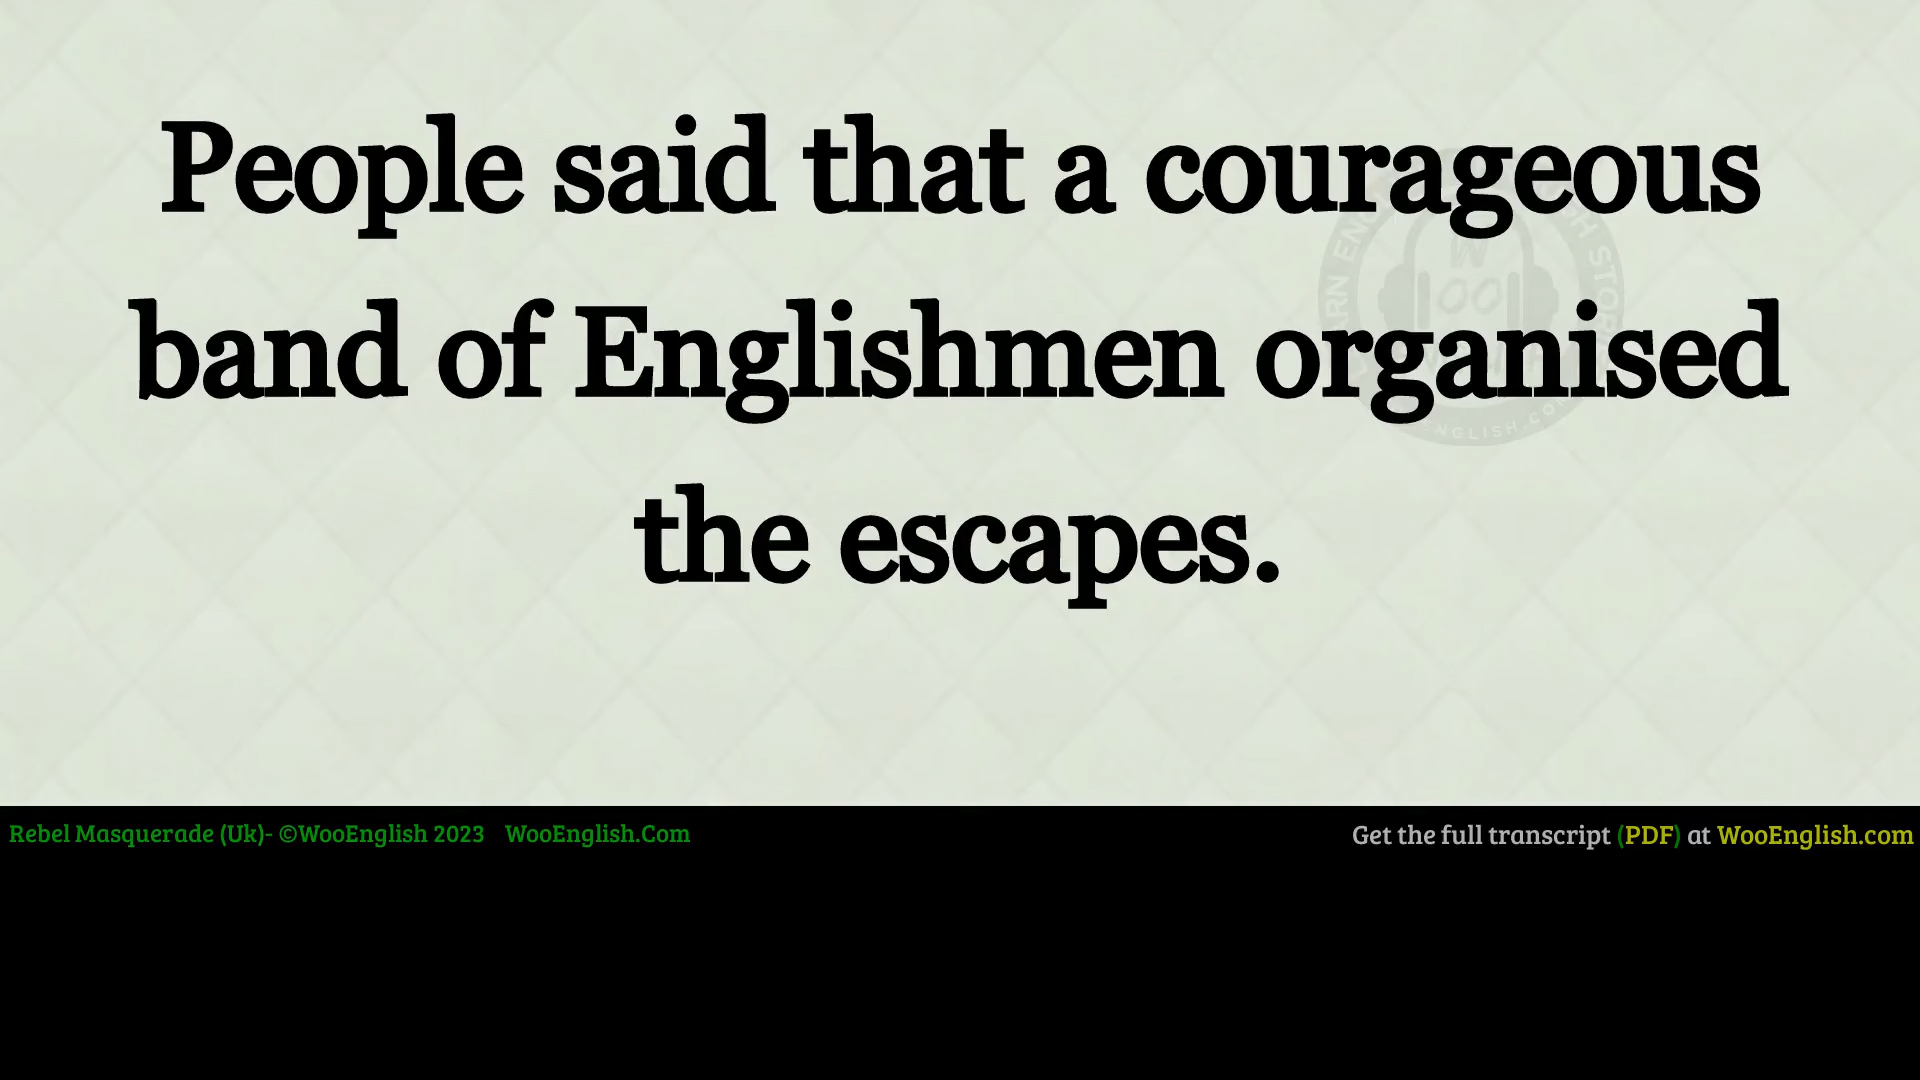 People said that a courageous
band of Englishmen organised
the escapes.
Rebel Masquerade (Uk)- ©WooEnglish 2023 WooEnglish.Com
Get the full transcript (PDF) at WooEnglish.com